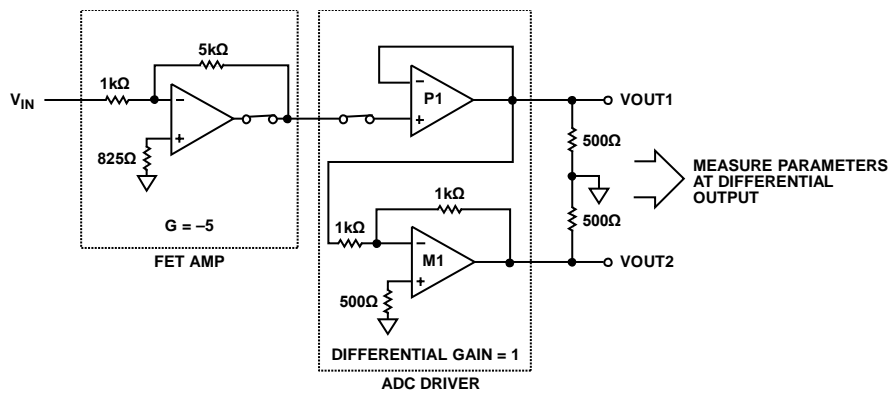 5kΩ
1kΩ
VIN
–
+
825Ω
G = –5
FET AMP
–
P1
+
1kΩ
1kΩ
–
M1
+
500Ω
DIFFERENTIAL GAIN = 1
ADC DRIVER
VOUT1
500Ω
500Ω
VOUT2
MEASURE PARAMETERS
AT DIFFERENTIAL
OUTPUT